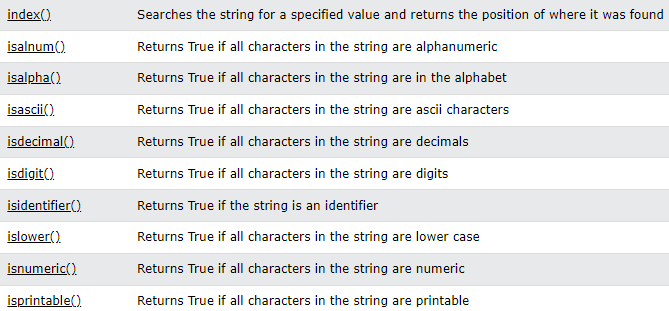 index() Searches the string for a specified value and returns the position of where it was found
isalnum() Returns True if all characters in the string are alphanumeric
isalpha() Returns True if all characters in the string are in the alphabet
isascii() Returns True if all characters in the string are ascii characters
isdecimal() Returns True if all characters in the string are decimals
isdigit() Returns True if all characters in the string are digits
isidentifier() Returns True if the string is an identifier
islower() Returns True if all characters in the string are lower case
isnumeric() Returns True if all characters in the string are numeric
isprintable() Returns True if all characters in the string are printable